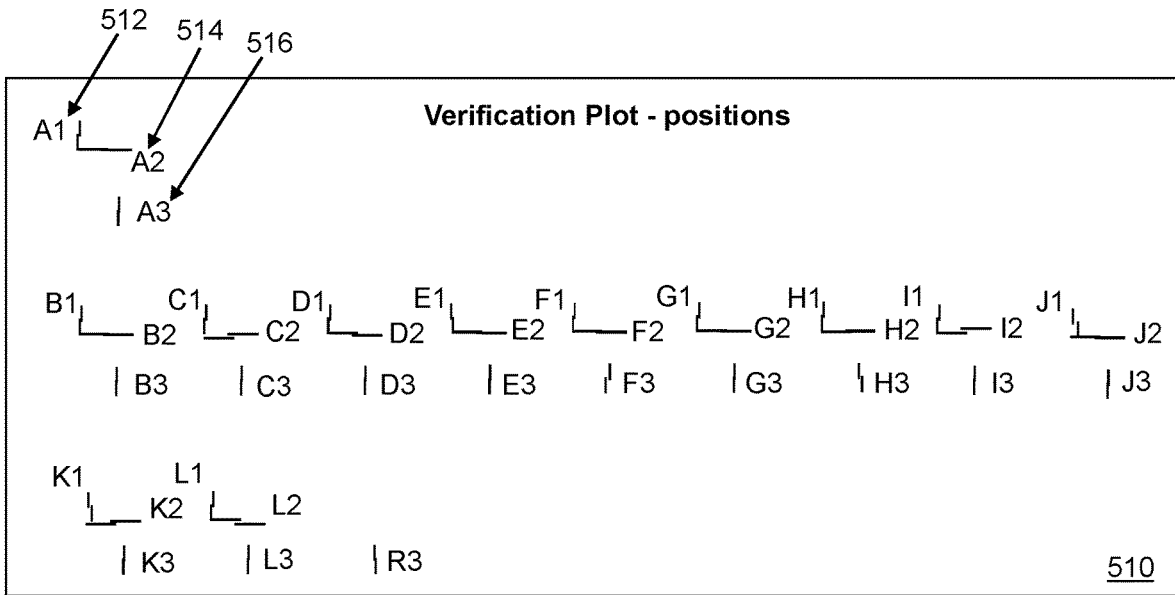 512
514
516
Verification Plot - positions
A1
A2
A3
B1 C1 D1 E1 F1 G1 H1 I1 J1
B2 C2 D2 E2 F2 G2 H2 I2 J2
B3 C3 D3 E3 F3 G3 H3 I3 J3
K1 L1
K2 L2
K3 L3 R3
510